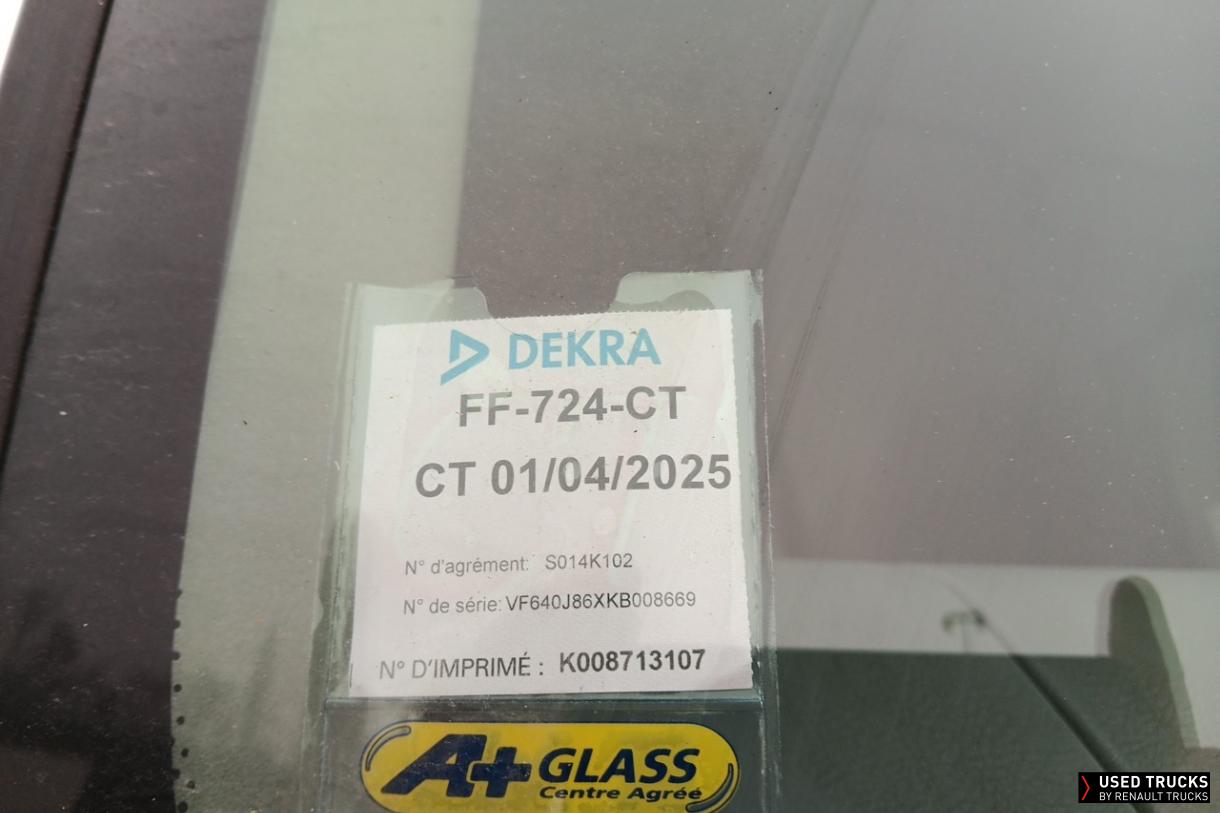 DEKRA
FF-724-CT
CT 01/04/2025
N° d'agrément: S014K102
N° de série: VF640J86XKB008669
N° D'IMPRIMÉ : K008713107
A+GLASS
Centre Agréé
USED TRUCKS
BY RENAULT TRUCKS